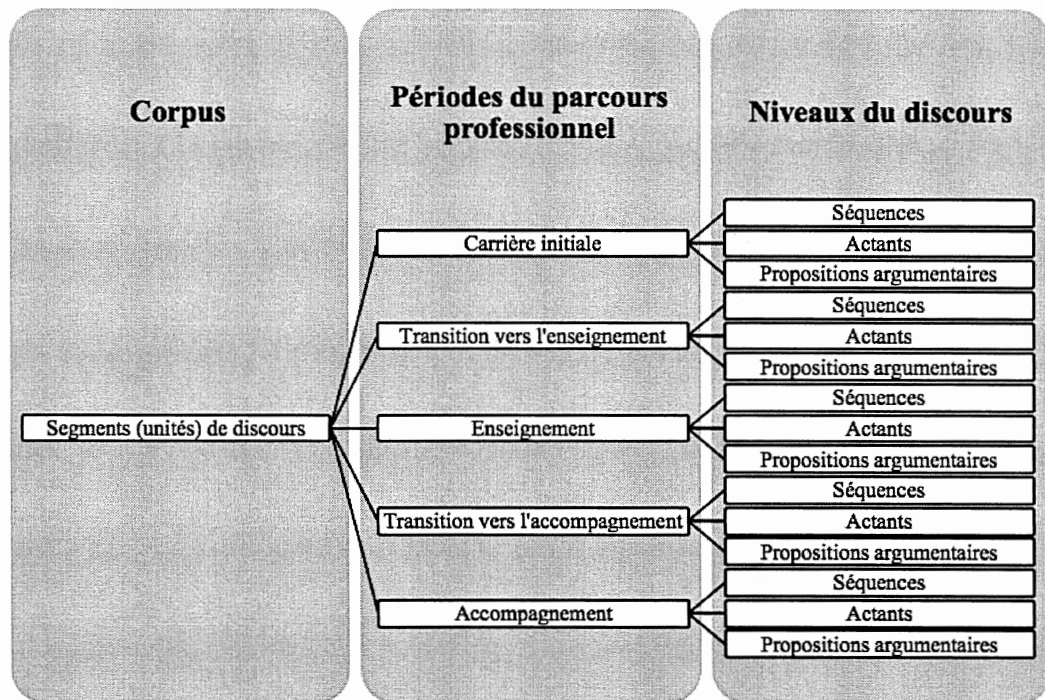 Corpus
Périodes du parcours
professionnel
Niveaux du discours
Segments (unités) de discours
Carrière initiale
Séquences
Actants
Propositions argumentaires
Transition vers l'enseignement
Séquences
Actants
Propositions argumentaires
Enseignement
Séquences
Actants
Propositions argumentaires
Transition vers l'accompagnement
Séquences
Actants
Propositions argumentaires
Accompagnement
Séquences
Actants
Propositions argumentaires